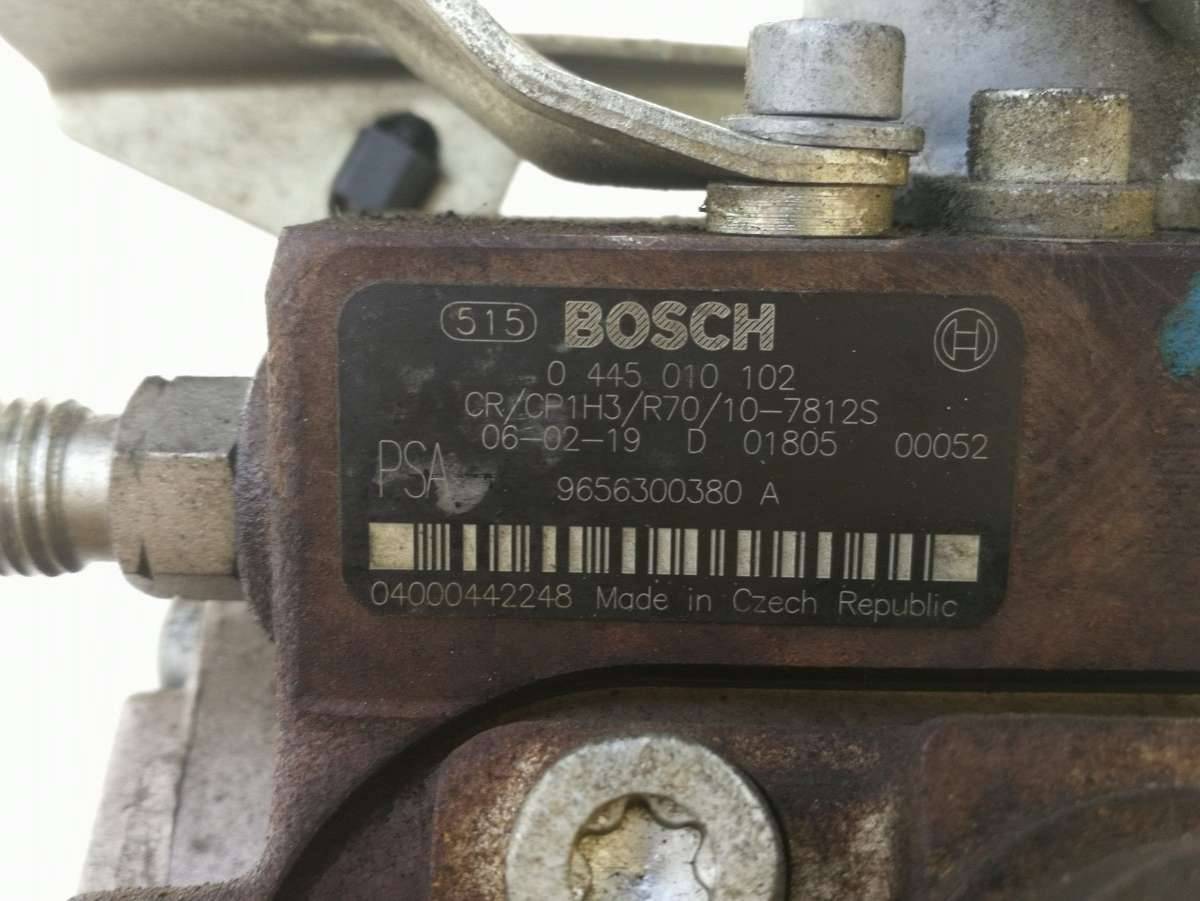 515 BOSCH
0 445 010 102
CR/CP1H3/R70/10-7812S
06-02-19 D 01805 00052
PSA 9656300380 A
04000442248 Made in Czech Republic